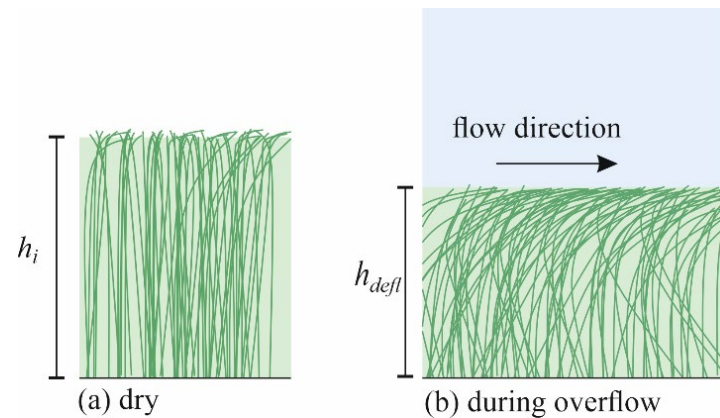 flow direction
h_i
h_defl
(a) dry
(b) during overflow